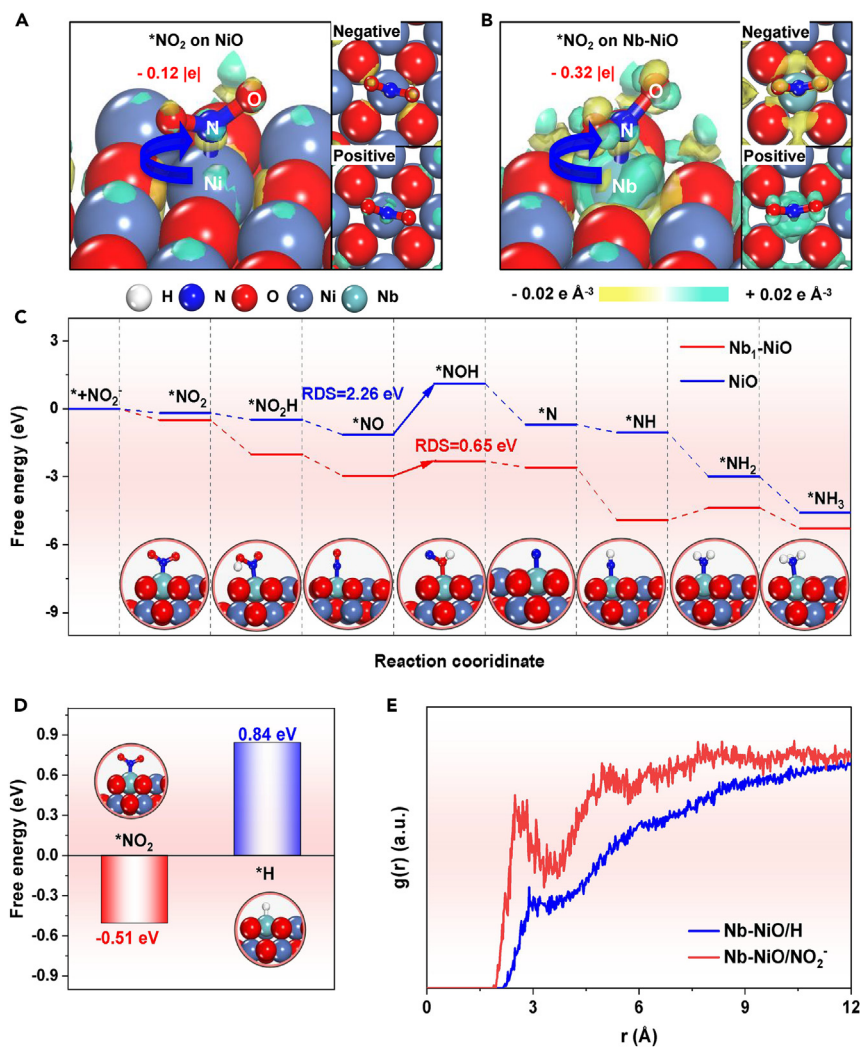 A
*NO₂ on NiO
- 0.12 |e|
O
N
Ni
Negative
Positive
B
*NO₂ on Nb-NiO
- 0.32 |e|
O
N
Nb
Negative
Positive
H N O Ni Nb
- 0.02 e Å⁻³ + 0.02 e Å⁻³
C
Free energy (eV)
0
-3
-6
-9
*+NO₂⁻
*NO₂
*NO₂H
*NO
*NOH
*N
*NH
*NH₂
*NH₃
RDS=2.26 eV
RDS=0.65 eV
Nb₁-NiO
NiO
Reaction cooridinate
D
Free energy (eV)
0.9
0.6
0.3
0.0
-0.3
-0.6
-0.9
0.84 eV
*NO₂
*H
-0.51 eV
E
g(r) (a.u.)
Nb-NiO/H
Nb-NiO/NO₂⁻
0 3 6 9 12
r (Å)